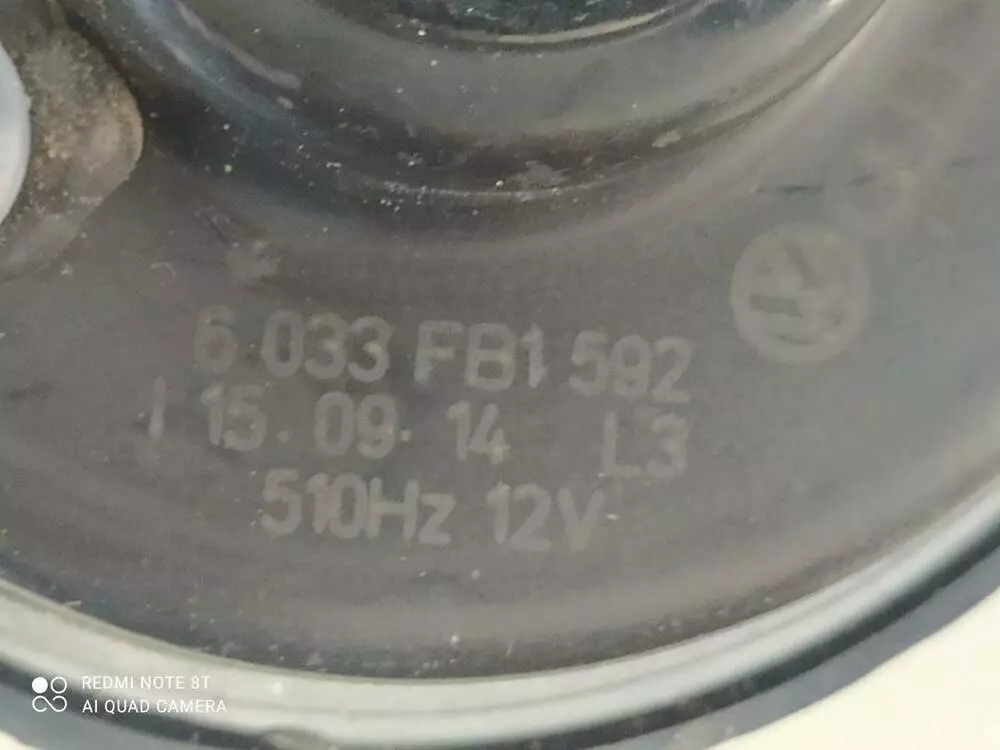 6 033 FB1 592
I 15. 09. 14 L3
510Hz 12V
REDMI NOTE 8T
AI QUAD CAMERA